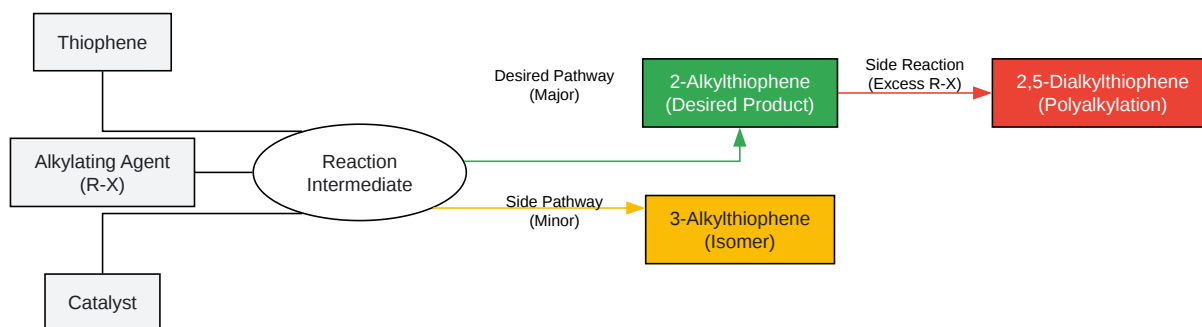 Thiophene
Alkylating Agent
(R-X)
Catalyst
Reaction
Intermediate
Desired Pathway
(Major)
2-Alkylthiophene
(Desired Product)
Side Reaction
(Excess R-X)
2,5-Dialkylthiophene
(Polyalkylation)
Side Pathway
(Minor)
3-Alkylthiophene
(Isomer)